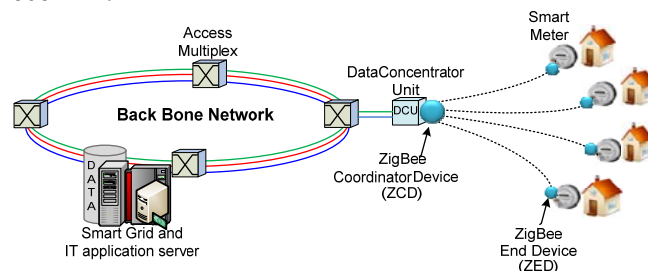 Access
Multiplex
Back Bone Network
DATA
Smart Grid and
IT application server
DataConcentrator
Unit
DCU
ZigBee
CoordinatorDevice
(ZCD)
Smart
Meter
ZigBee
End Device
(ZED)